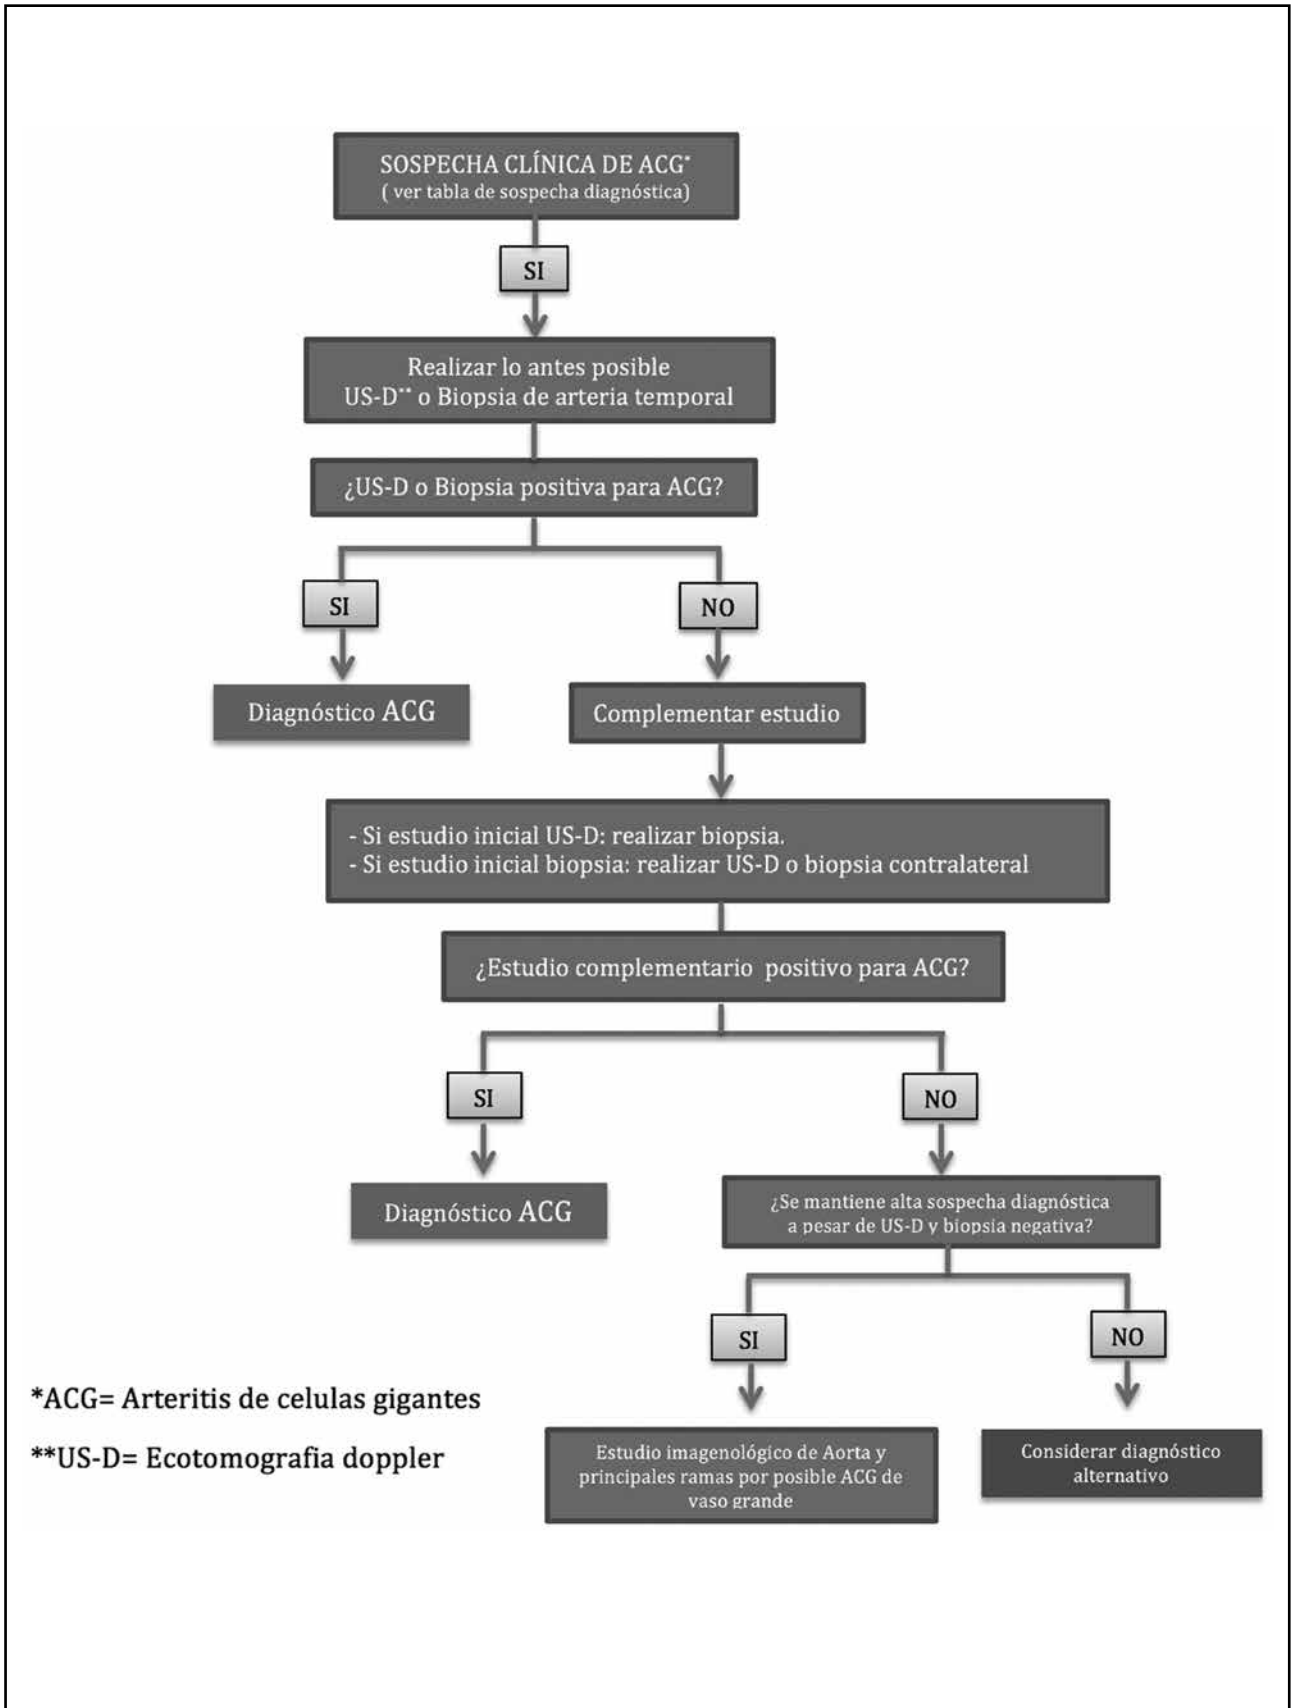 SOSPECHA CLÍNICA DE ACG*
( ver tabla de sospecha diagnóstica)
SI
Realizar lo antes posible
US-D** o Biopsia de arteria temporal
¿US-D o Biopsia positiva para ACG?
SI
NO
Diagnóstico ACG
Complementar estudio
- Si estudio inicial US-D: realizar biopsia.
- Si estudio inicial biopsia: realizar US-D o biopsia contralateral
¿Estudio complementario positivo para ACG?
SI
NO
Diagnóstico ACG
¿Se mantiene alta sospecha diagnóstica
a pesar de US-D y biopsia negativa?
SI
NO
*ACG= Arteritis de celulas gigantes
**US-D= Ecotomografia doppler
Estudio imagenológico de Aorta y
principales ramas por posible ACG de
vaso grande
Considerar diagnóstico
alternativo